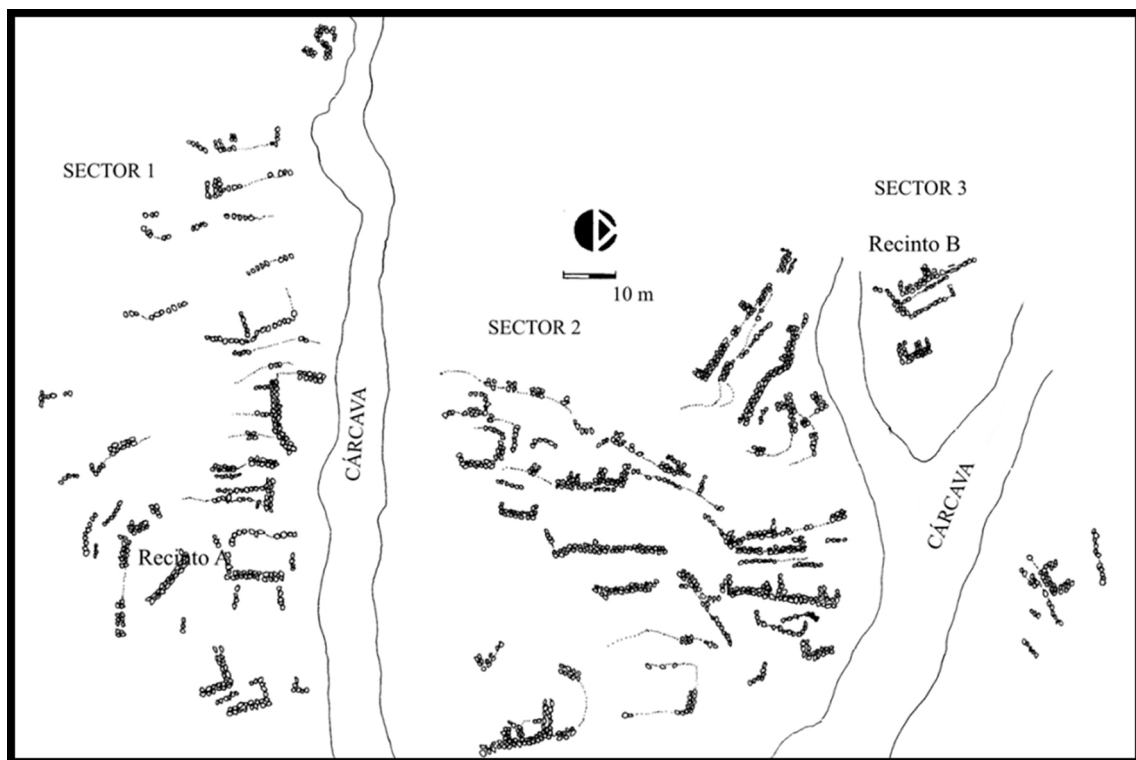 SECTOR 1
SECTOR 3
Recinto B
10 m
SECTOR 2
CÁRCAVA
CÁRCAVA
Recinto A